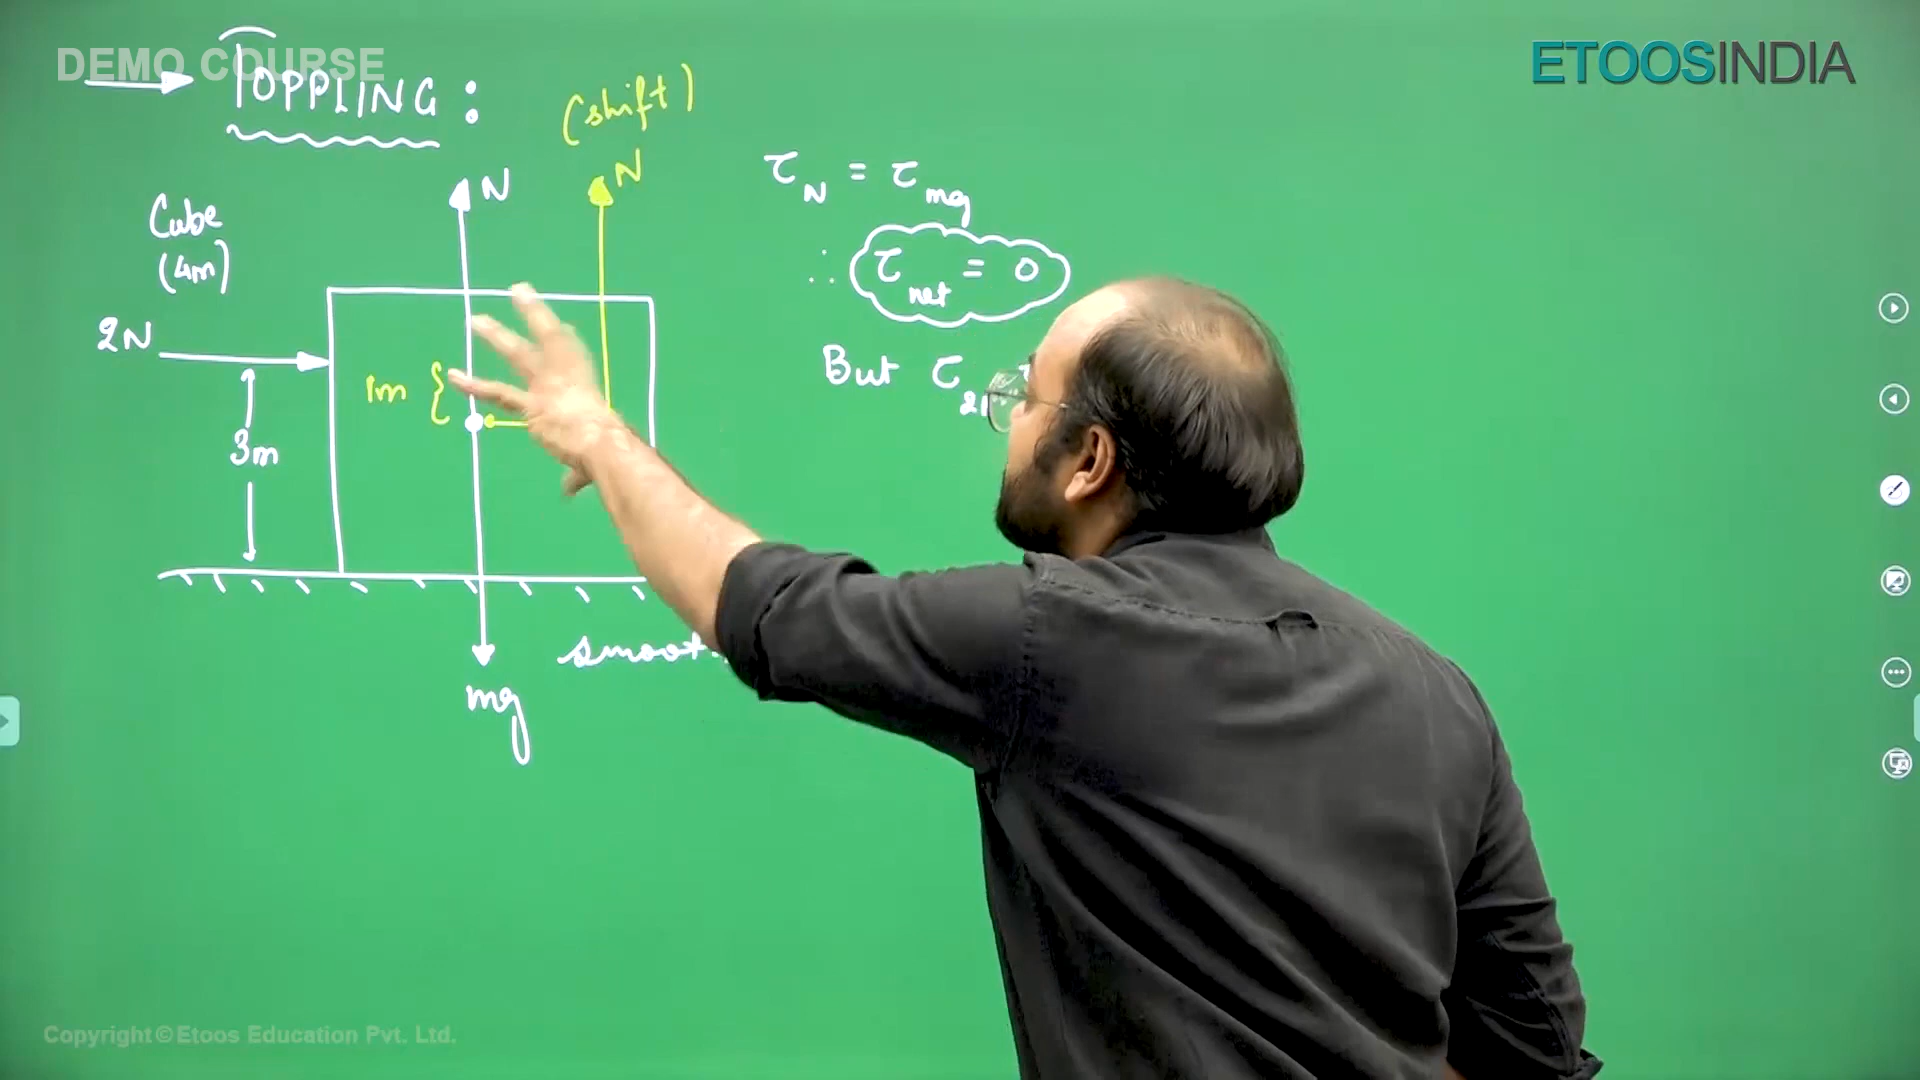 DEMO COURSE
ETOOSINDIA
TOPPLING :
(shift)
N
N
τN = τmg
Cube
(4m)
∴ τnet = 0
2N
1m {
But τ
3m
mg
Copyright © Etoos Education Pvt. Ltd.